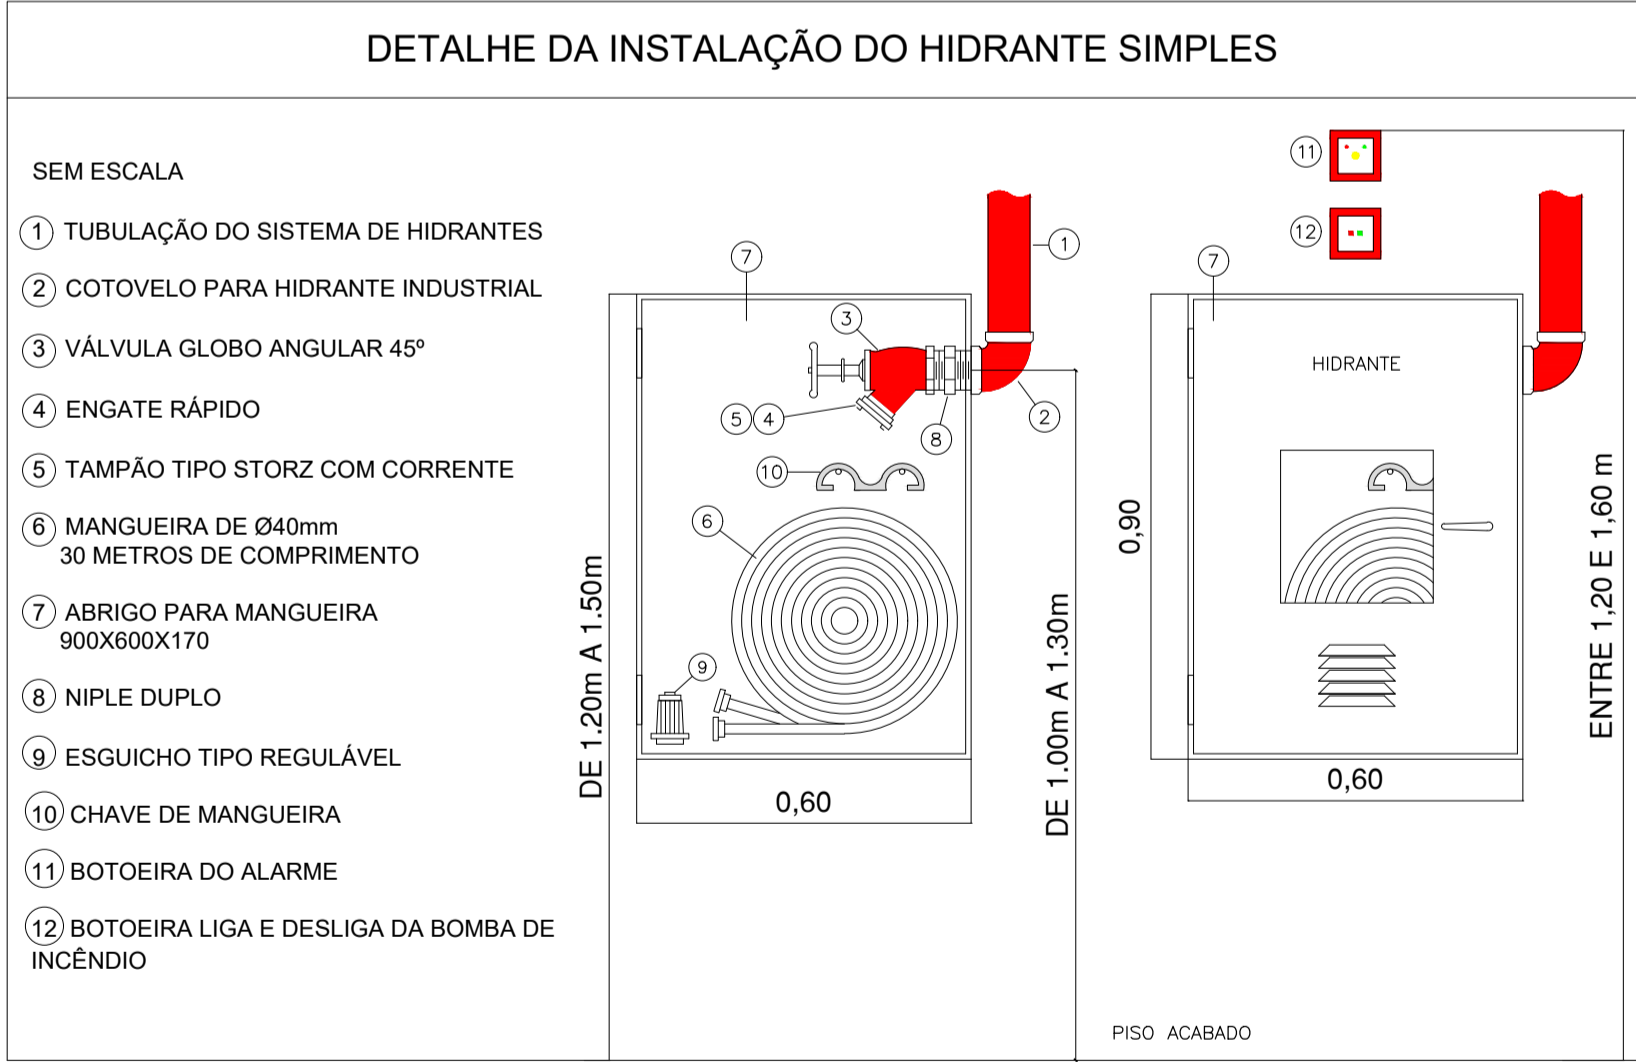 DETALHE DA INSTALAÇÃO DO HIDRANTE SIMPLES
SEM ESCALA
1 TUBULAÇÃO DO SISTEMA DE HIDRANTES
2 COTOVELO PARA HIDRANTE INDUSTRIAL
3 VÁLVULA GLOBO ANGULAR 45º
4 ENGATE RÁPIDO
5 TAMPÃO TIPO STORZ COM CORRENTE
6 MANGUEIRA DE Ø40mm
30 METROS DE COMPRIMENTO
7 ABRIGO PARA MANGUEIRA
900X600X170
8 NIPLE DUPLO
9 ESGUICHO TIPO REGULÁVEL
10 CHAVE DE MANGUEIRA
11 BOTOEIRA DO ALARME
12 BOTOEIRA LIGA E DESLIGA DA BOMBA DE
INCÊNDIO
7
1
3
5 4
8
2
10
6
9
DE 1.20m A 1.50m
0,60
DE 1.00m A 1.30m
11
12
7
HIDRANTE
0,90
0,60
ENTRE 1,20 E 1,60 m
PISO ACABADO